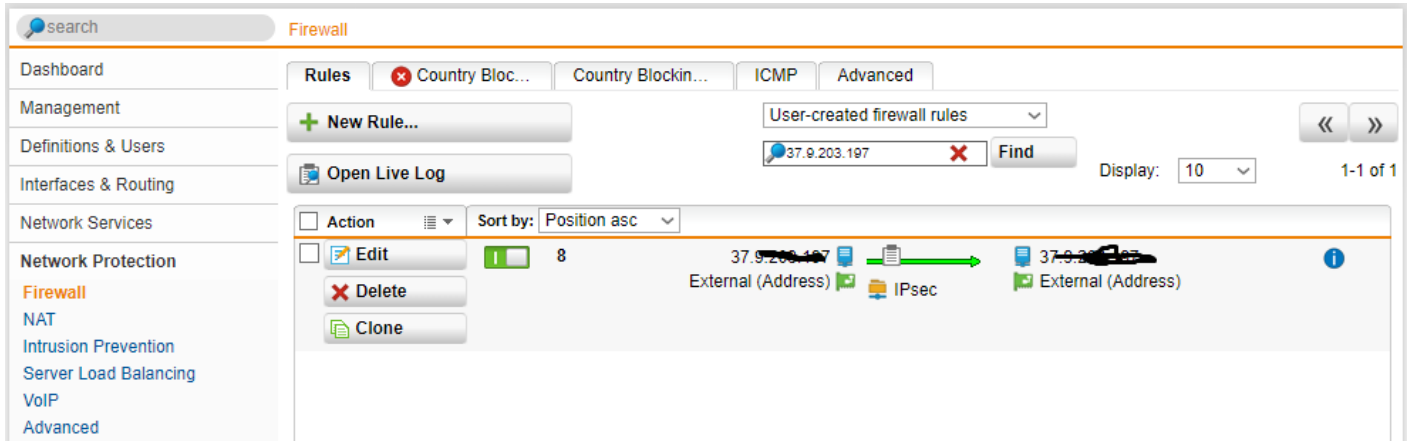 search
Firewall
Dashboard
Management
Definitions & Users
Interfaces & Routing
Network Services
Network Protection
Firewall
NAT
Intrusion Prevention
Server Load Balancing
VoIP
Advanced
Rules
Country Bloc...
Country Blockin...
ICMP
Advanced
New Rule...
User-created firewall rules
37.9.203.197
Find
Open Live Log
Display: 10
1-1 of 1
Action
Sort by: Position asc
Edit
8
Delete
Clone
External (Address)
IPsec
External (Address)